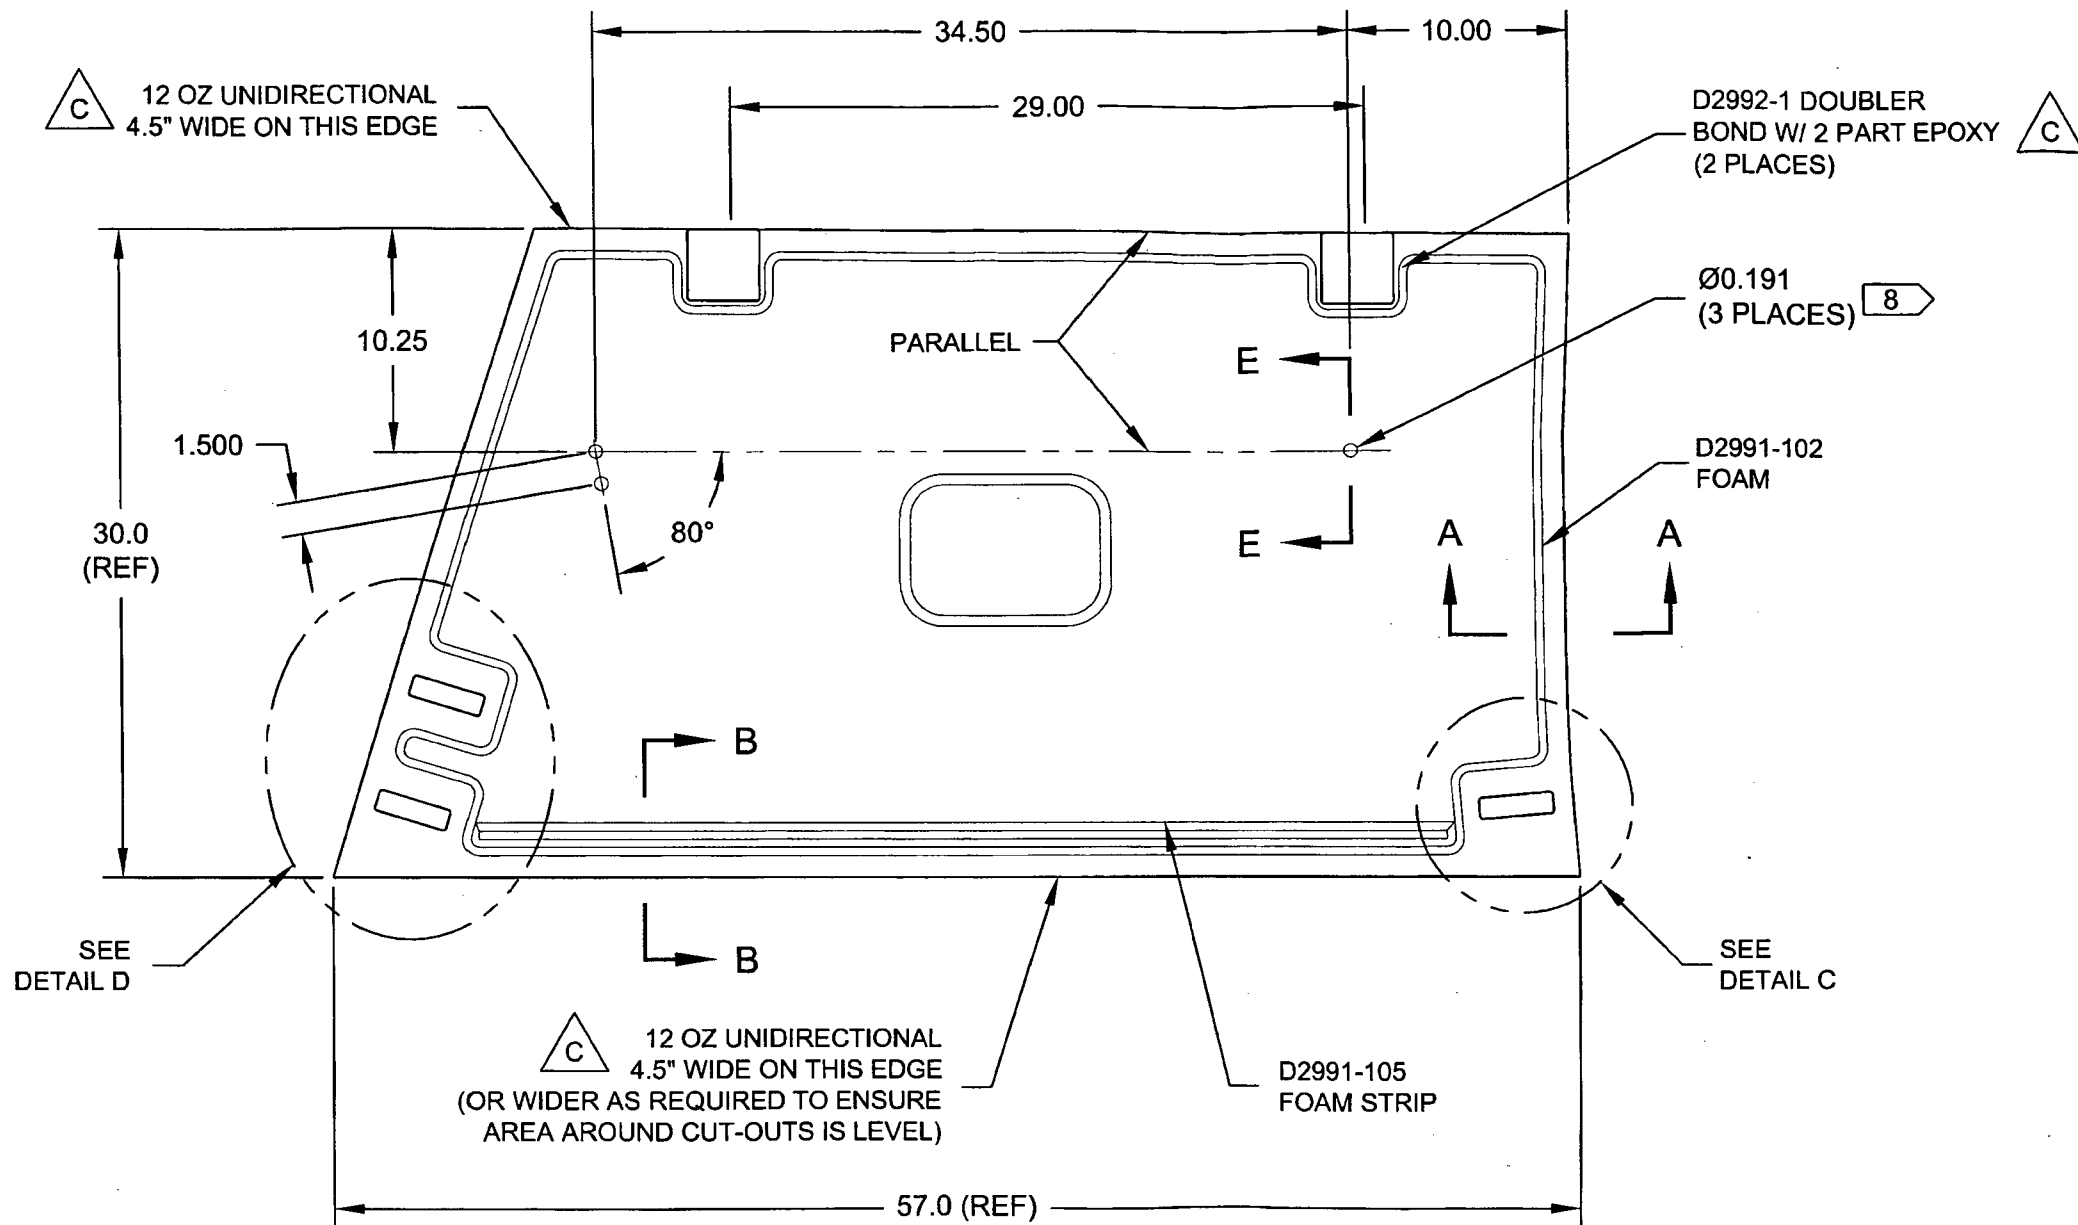 34.50
10.00
C
12 OZ UNIDIRECTIONAL
4.5" WIDE ON THIS EDGE
29.00
D2992-1 DOUBLER
BOND W/ 2 PART EPOXY
(2 PLACES)
C
Ø0.191
(3 PLACES)
8
10.25
PARALLEL
E
1.500
D2991-102
FOAM
30.0
(REF)
80°
E
A
A
B
SEE
DETAIL D
B
SEE
DETAIL C
C
12 OZ UNIDIRECTIONAL
4.5" WIDE ON THIS EDGE
(OR WIDER AS REQUIRED TO ENSURE
AREA AROUND CUT-OUTS IS LEVEL)
D2991-105
FOAM STRIP
57.0 (REF)